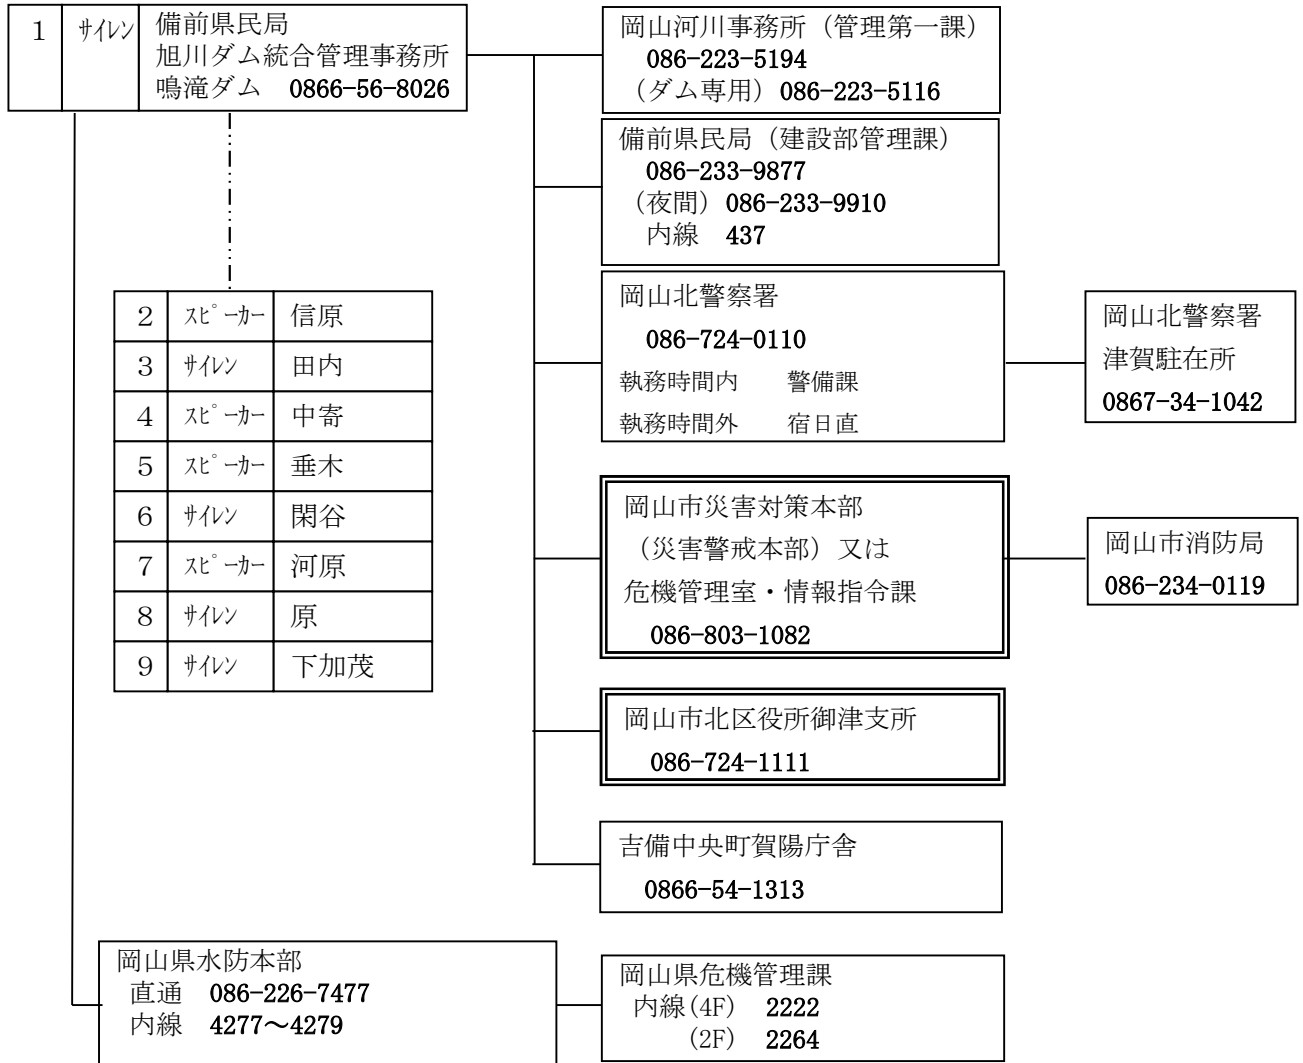 1 ｻｲﾚﾝ 備前県民局
旭川ダム統合管理事務所
鳴滝ダム 0866-56-8026
岡山河川事務所（管理第一課）
086-223-5194
（ダム専用）086-223-5116
備前県民局（建設部管理課）
086-233-9877
（夜間）086-233-9910
内線 437
2 ｽﾋﾟｰｶｰ 信原
3 ｻｲﾚﾝ 田内
4 ｽﾋﾟｰｶｰ 中寄
5 ｽﾋﾟｰｶｰ 垂木
6 ｻｲﾚﾝ 閑谷
7 ｽﾋﾟｰｶｰ 河原
8 ｻｲﾚﾝ 原
9 ｻｲﾚﾝ 下加茂
岡山北警察署
086-724-0110
執務時間内 警備課
執務時間外 宿日直
岡山北警察署
津賀駐在所
0867-34-1042
岡山市災害対策本部
（災害警戒本部）又は
危機管理室・情報指令課
086-803-1082
岡山市消防局
086-234-0119
岡山市北区役所御津支所
086-724-1111
吉備中央町賀陽庁舎
0866-54-1313
岡山県水防本部
直通 086-226-7477
内線 4277～4279
岡山県危機管理課
内線(4F) 2222
(2F) 2264